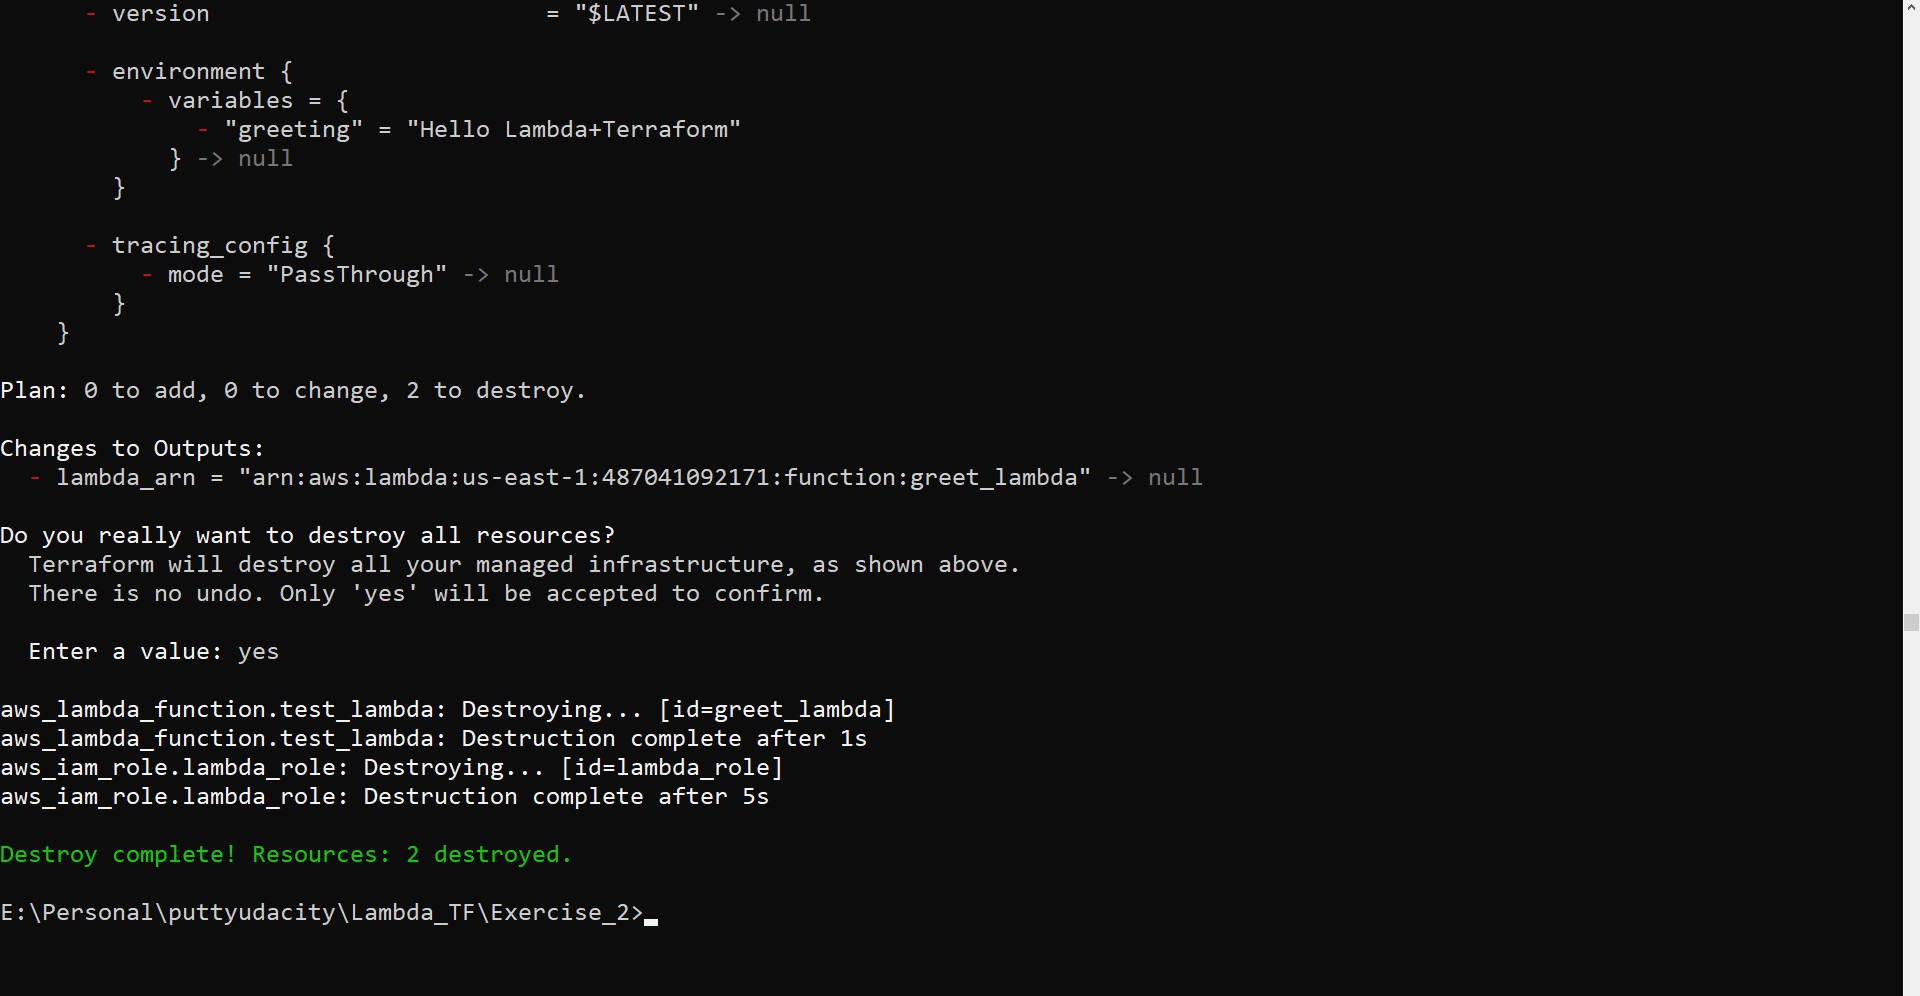 - version                        = "$LATEST" -> null

      - environment {
          - variables = {
              - "greeting" = "Hello Lambda+Terraform"
            } -> null
        }

      - tracing_config {
          - mode = "PassThrough" -> null
        }
    }

Plan: 0 to add, 0 to change, 2 to destroy.

Changes to Outputs:
  - lambda_arn = "arn:aws:lambda:us-east-1:487041092171:function:greet_lambda" -> null

Do you really want to destroy all resources?
  Terraform will destroy all your managed infrastructure, as shown above.
  There is no undo. Only 'yes' will be accepted to confirm.

  Enter a value: yes

aws_lambda_function.test_lambda: Destroying... [id=greet_lambda]
aws_lambda_function.test_lambda: Destruction complete after 1s
aws_iam_role.lambda_role: Destroying... [id=lambda_role]
aws_iam_role.lambda_role: Destruction complete after 5s

Destroy complete! Resources: 2 destroyed.

E:\Personal\puttyudacity\Lambda_TF\Exercise_2>